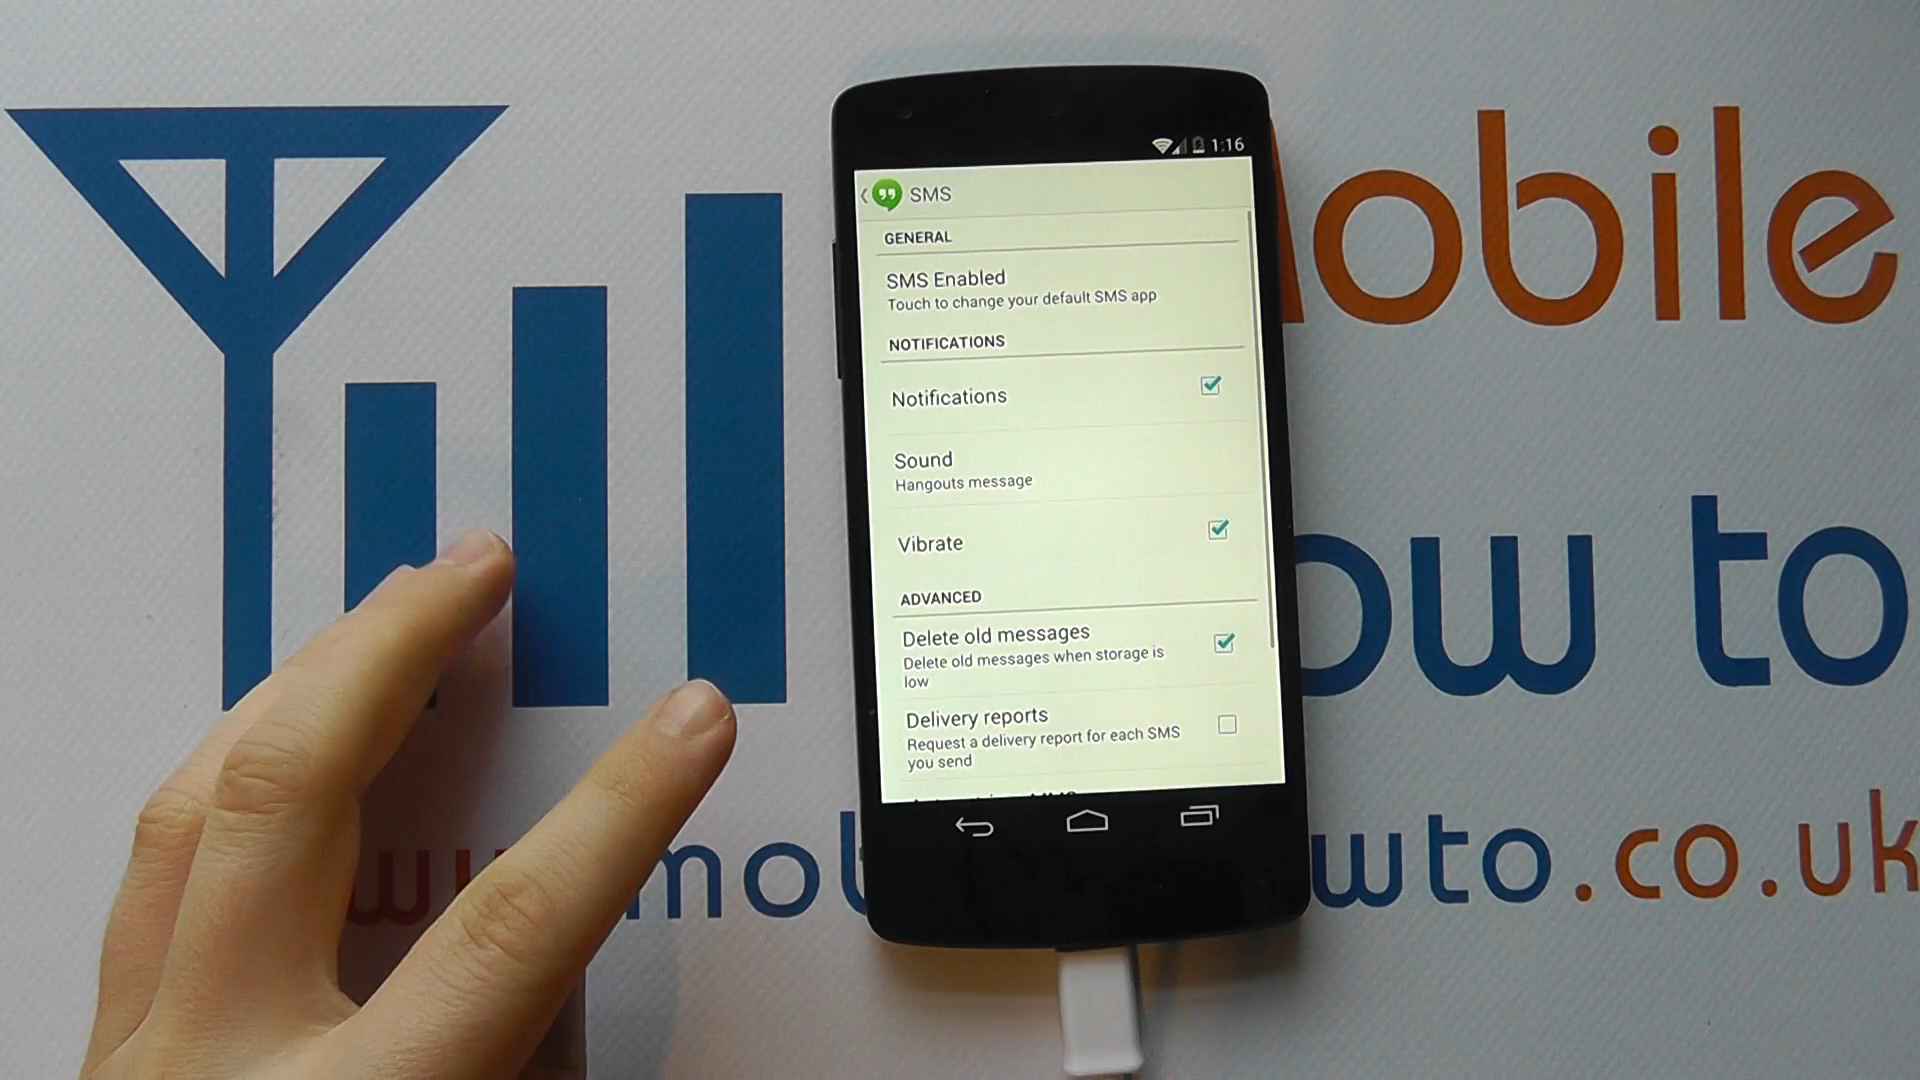 1:16
SMS
GENERAL
SMS Enabled
Touch to change your default SMS app
NOTIFICATIONS
Notifications
Sound
Hangouts message
Vibrate
ADVANCED
Delete old messages
Delete old messages when storage is
low
Delivery reports
Request a delivery report for each SMS
you send
obile
ow to
mob
wto.co.uk